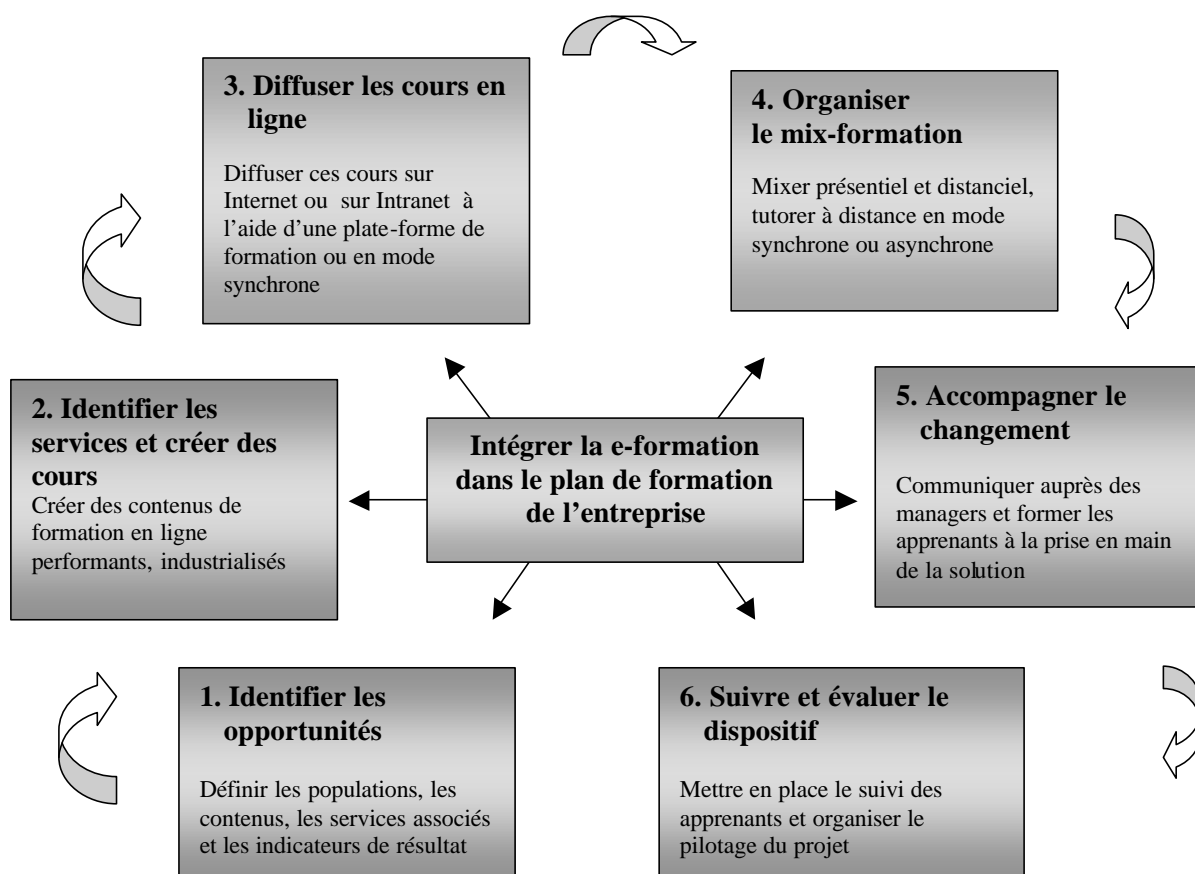 3. Diffuser les cours en
ligne
Diffuser ces cours sur
Internet ou sur Intranet à
l’aide d’une plate-forme de
formation ou en mode
synchrone
4. Organiser
le mix-formation
Mixer présentiel et distanciel,
tutorer à distance en mode
synchrone ou asynchrone
2. Identifier les
services et créer des
cours
Créer des contenus de
formation en ligne
performants, industrialisés
Intégrer la e-formation
dans le plan de formation
de l’entreprise
5. Accompagner le
changement
Communiquer auprès des
managers et former les
apprenants à la prise en main
de la solution
1. Identifier les
opportunités
Définir les populations, les
contenus, les services associés
et les indicateurs de résultat
6. Suivre et évaluer le
dispositif
Mettre en place le suivi des
apprenants et organiser le
pilotage du projet